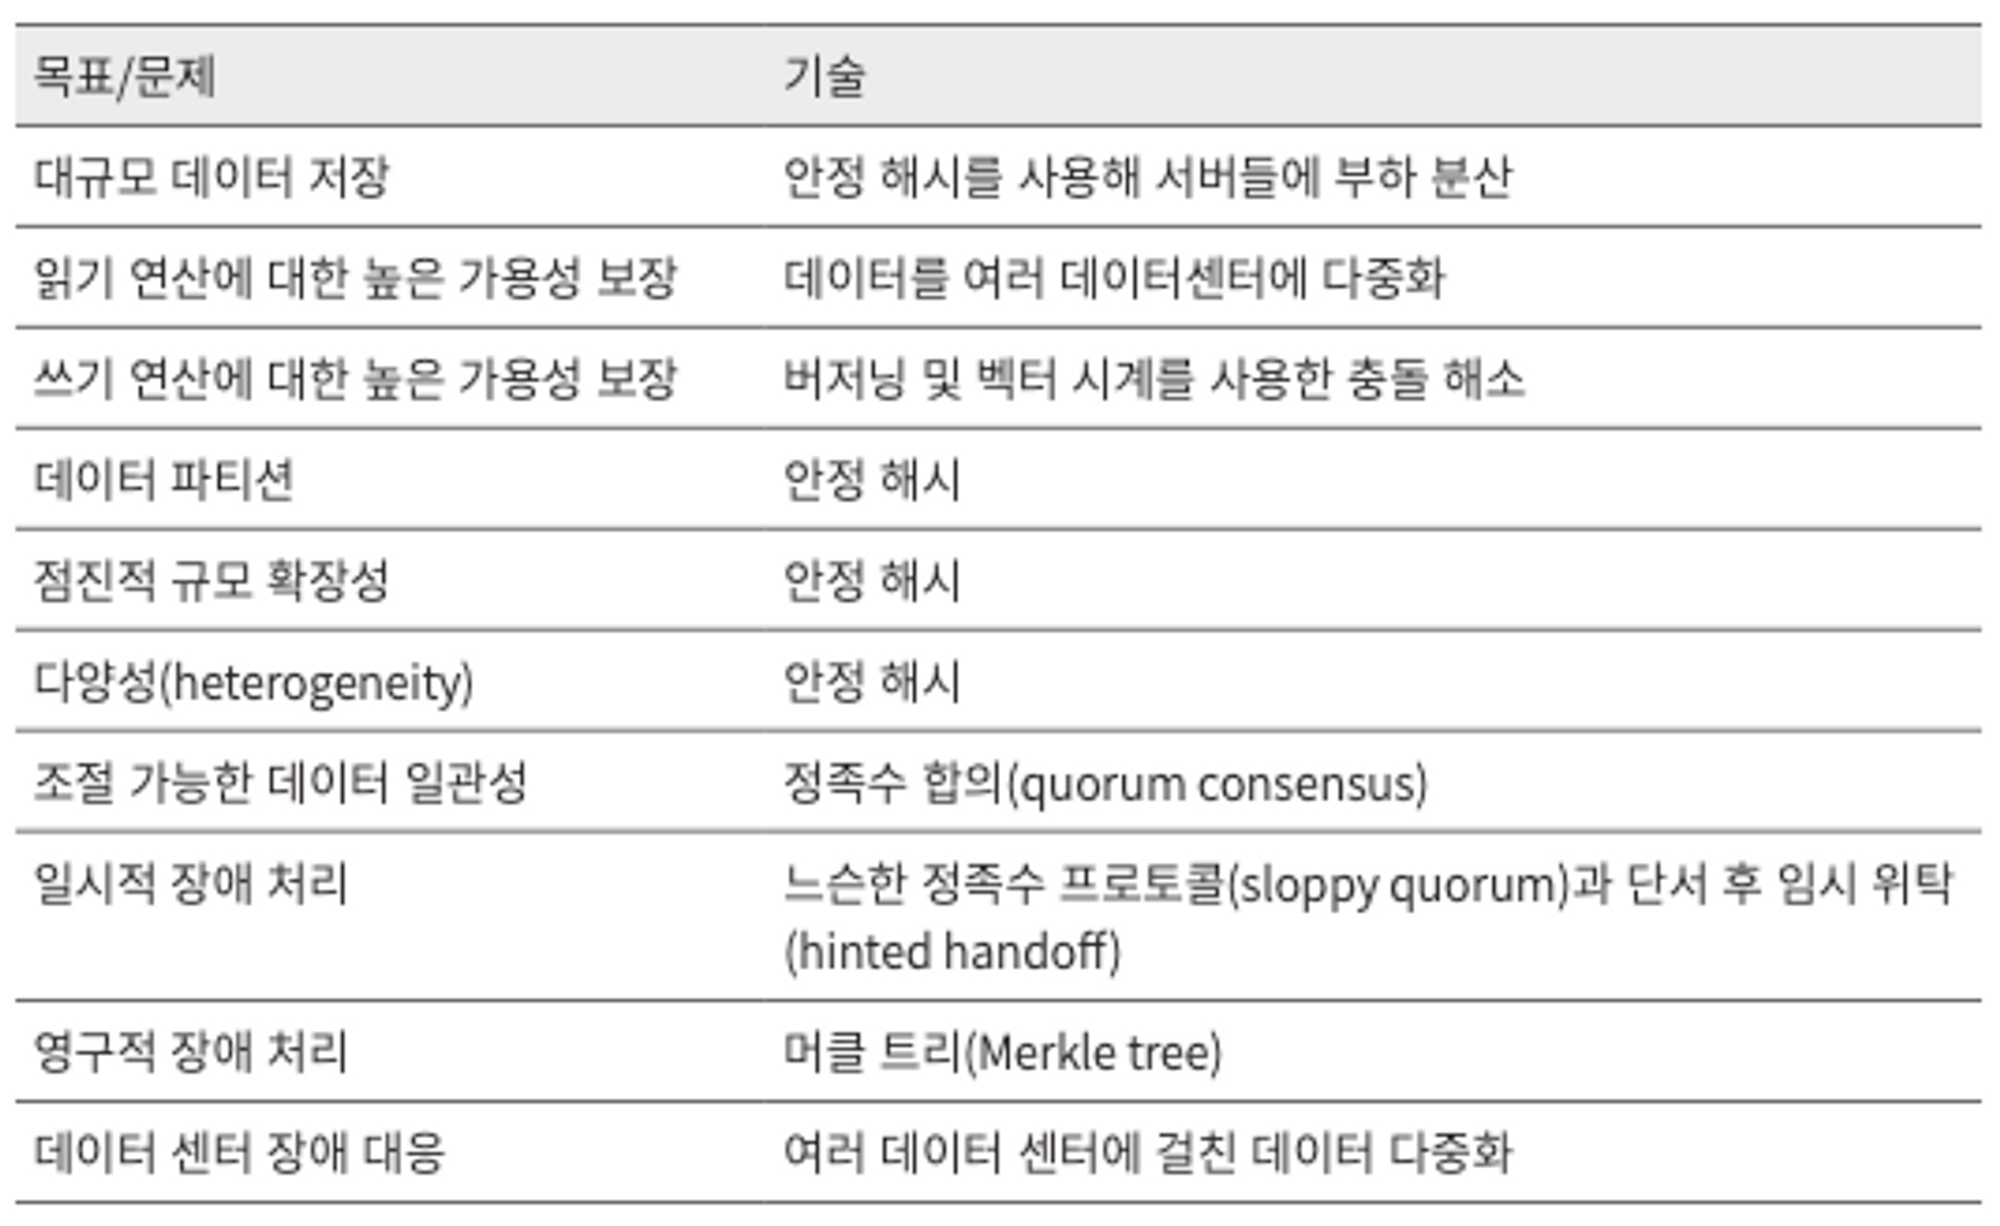 목표/문제 기술
대규모 데이터 저장 안정 해시를 사용해 서버들에 부하 분산
읽기 연산에 대한 높은 가용성 보장 데이터를 여러 데이터센터에 다중화
쓰기 연산에 대한 높은 가용성 보장 버저닝 및 벡터 시계를 사용한 충돌 해소
데이터 파티션 안정 해시
점진적 규모 확장성 안정 해시
다양성(heterogeneity) 안정 해시
조절 가능한 데이터 일관성 정족수 합의(quorum consensus)
일시적 장애 처리 느슨한 정족수 프로토콜(sloppy quorum)과 단서 후 임시 위탁
(hinted handoff)
영구적 장애 처리 머클 트리(Merkle tree)
데이터 센터 장애 대응 여러 데이터 센터에 걸친 데이터 다중화